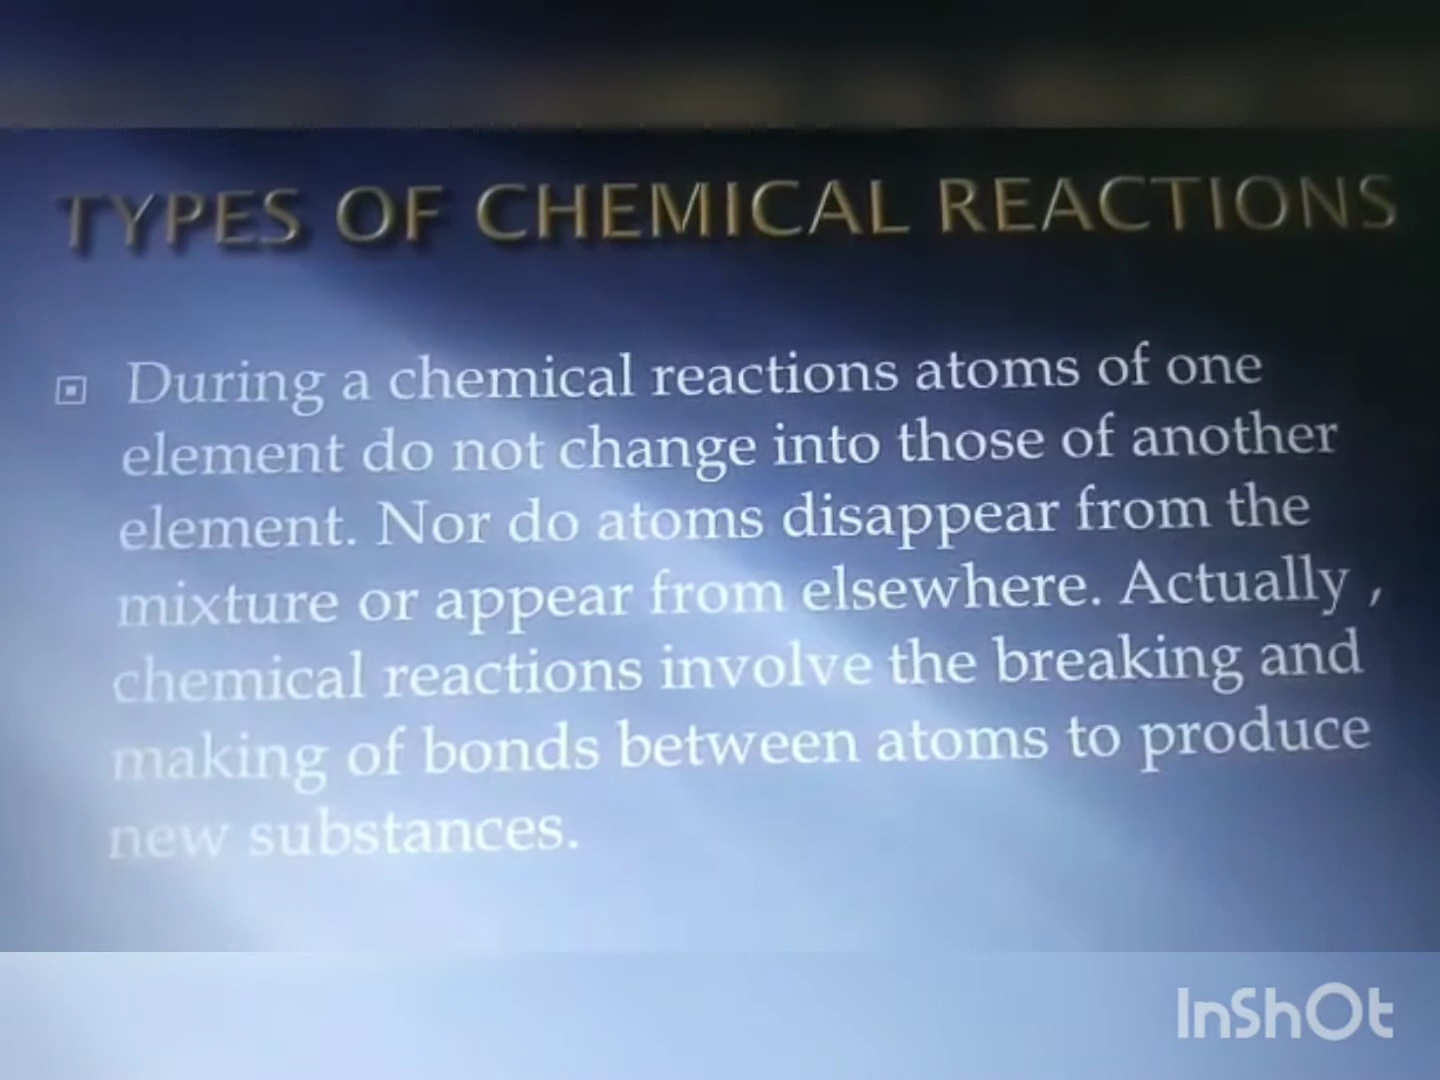 TYPES OF CHEMICAL REACTIONS
During a chemical reactions atoms of one
element do not change into those of another
element. Nor do atoms disappear from the
mixture or appear from elsewhere. Actually ,
chemical reactions involve the breaking and
making of bonds between atoms to produce
new substances.
InShOt